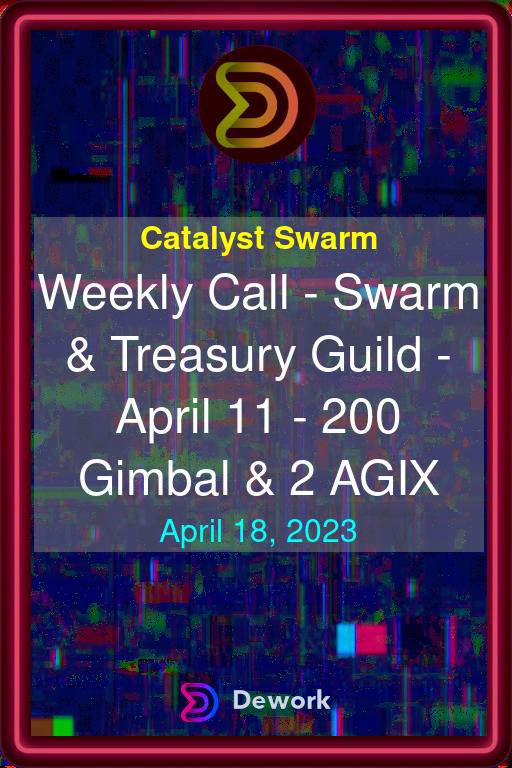 Catalyst Swarm
Weekly Call - Swarm
& Treasury Guild -
April 11 - 200
Gimbal & 2 AGIX
April 18, 2023
Dework